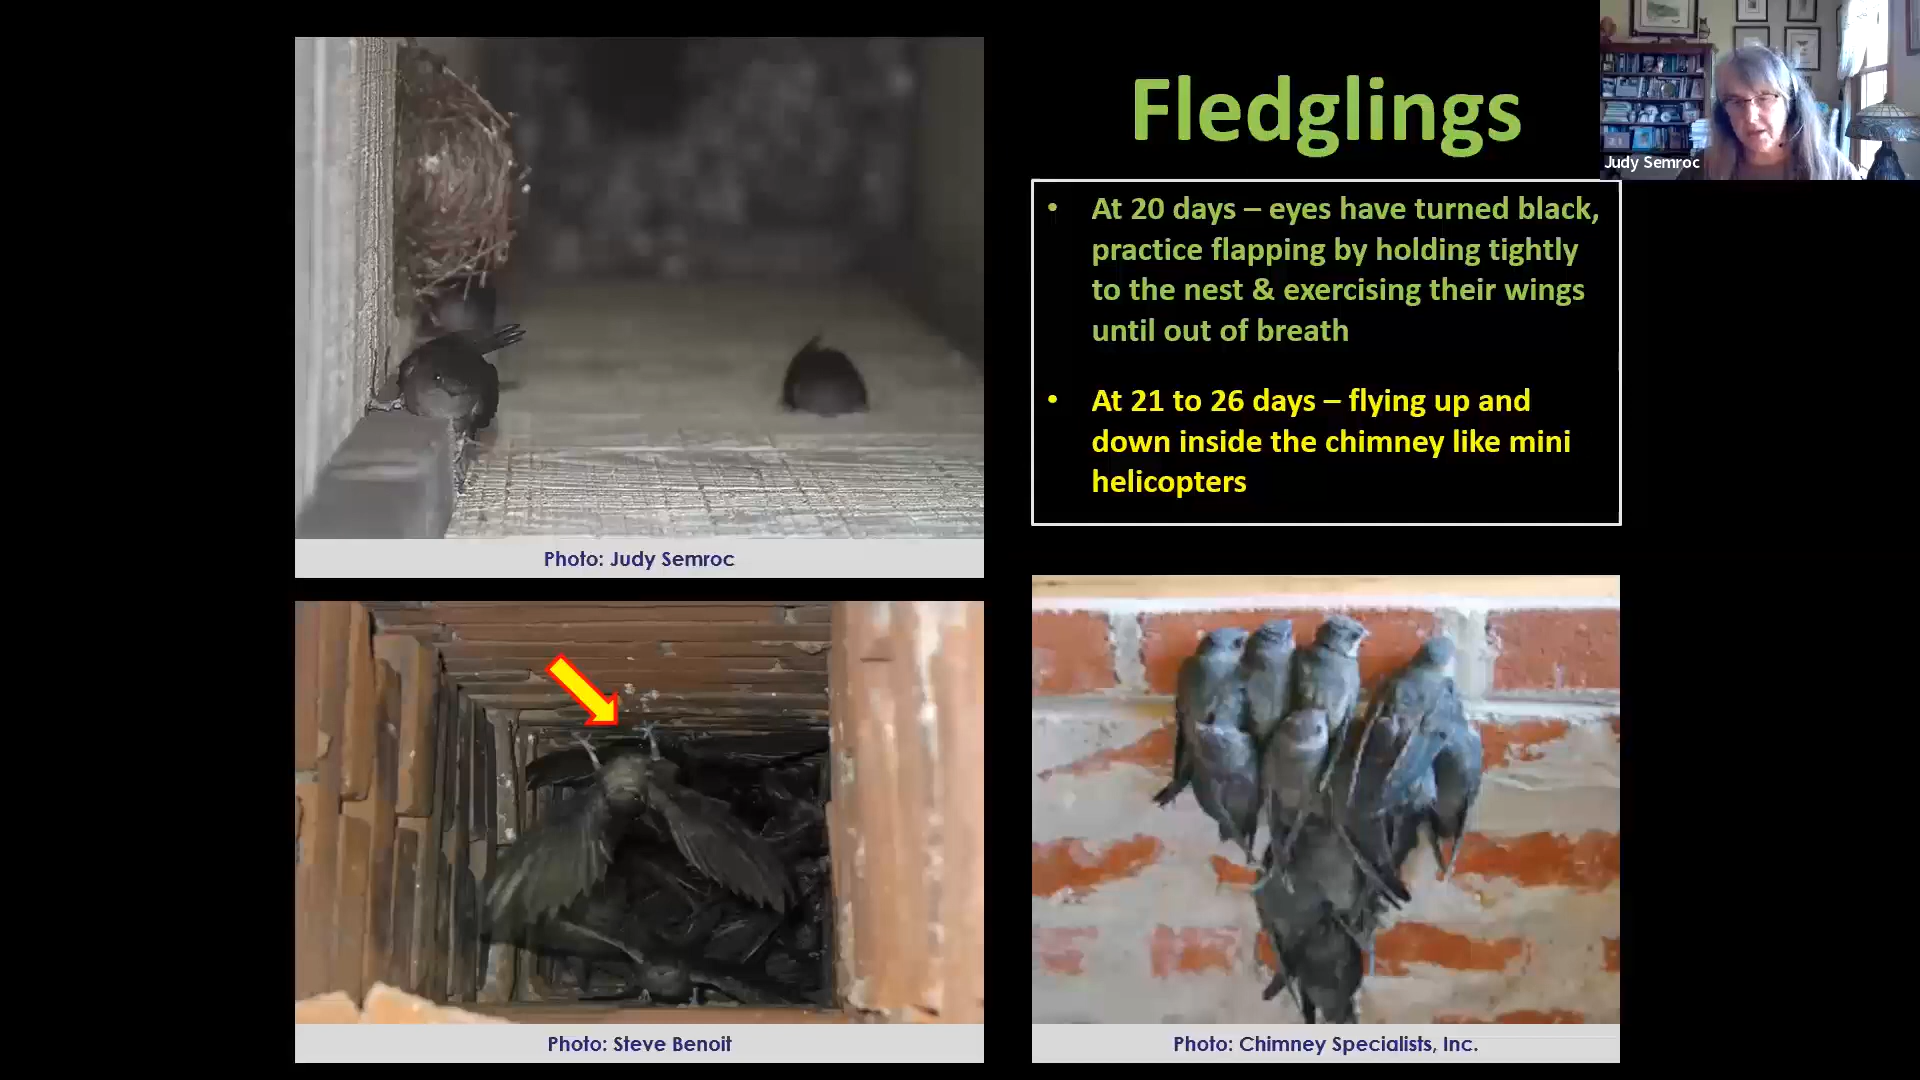 Fledglings
Judy Semroc
• At 20 days – eyes have turned black,
practice flapping by holding tightly
to the nest & exercising their wings
until out of breath
• At 21 to 26 days – flying up and
down inside the chimney like mini
helicopters
Photo: Judy Semroc
Photo: Steve Benoit
Photo: Chimney Specialists, Inc.